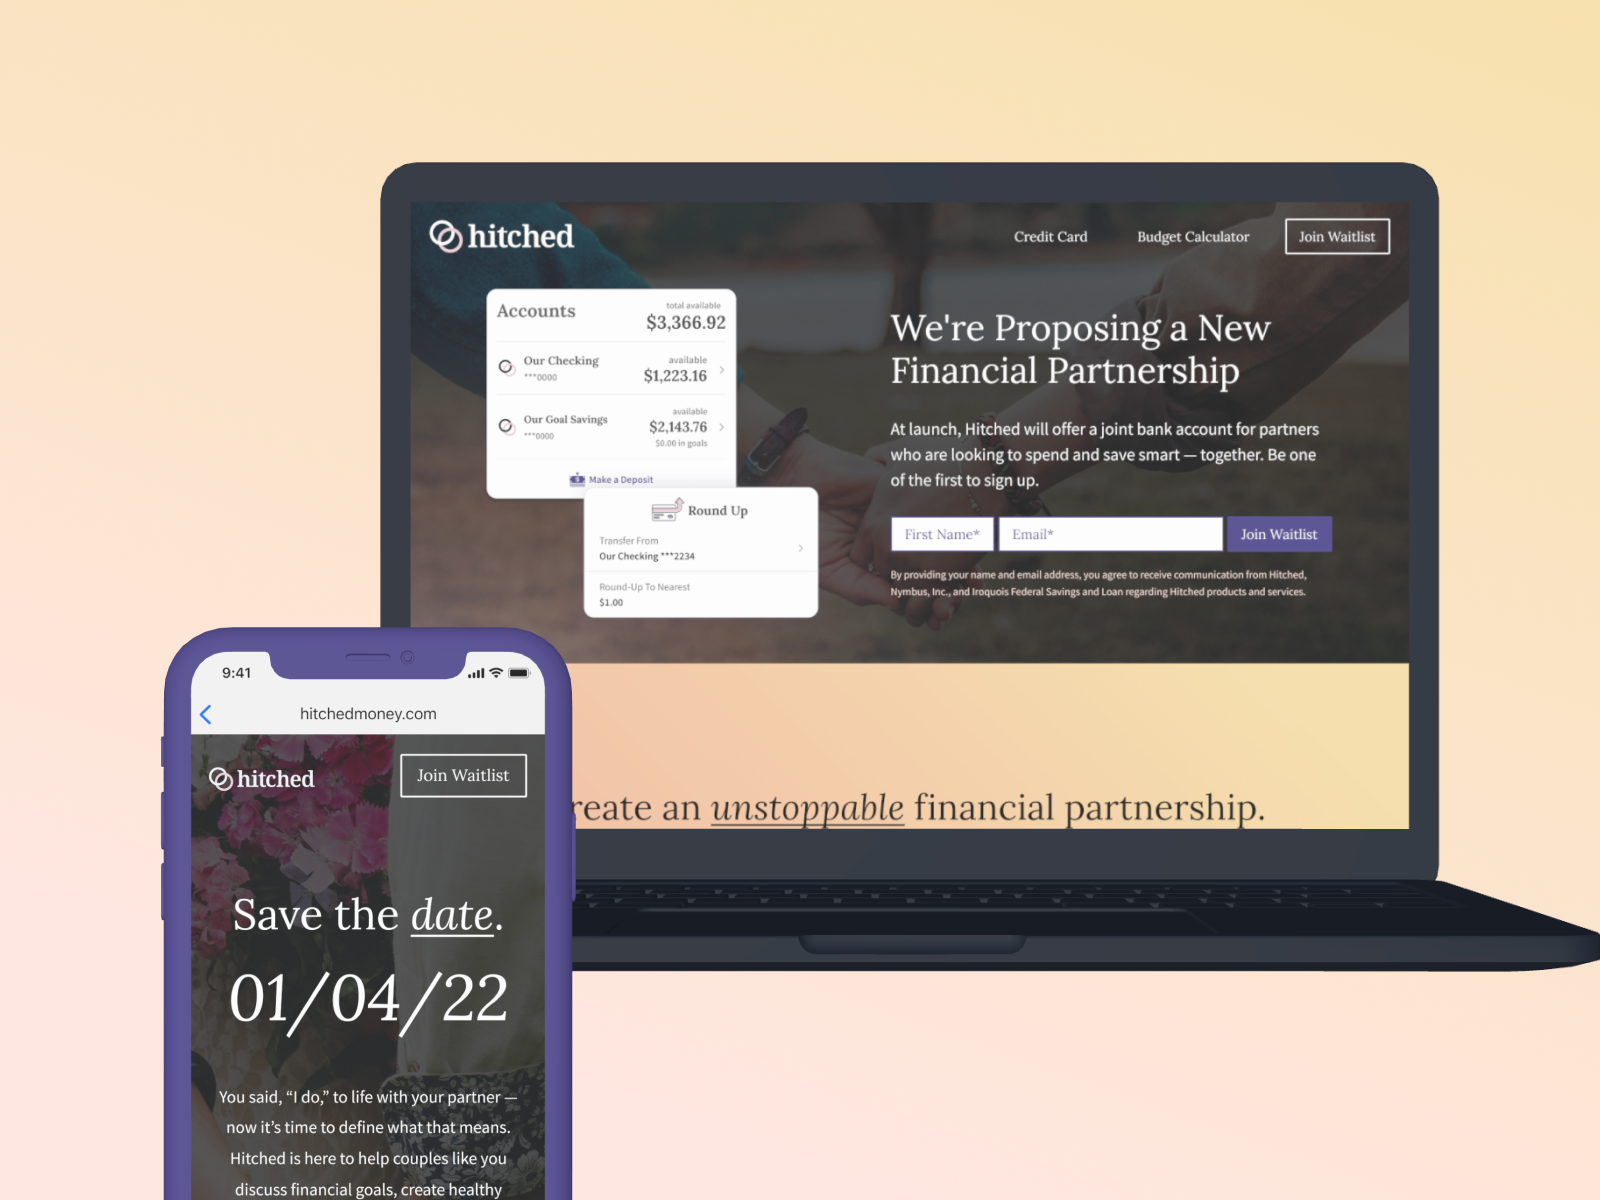 hitched
Credit Card
Budget Calculator
Join Waitlist
Accounts
total available
$3,366.92
Our Checking
***0000
available
$1,223.16
Our Goal Savings
***0000
available
$2,143.76
$0.00 in goals
Make a Deposit
Round Up
Transfer From
Our Checking ***2234
Round-Up To Nearest
$1.00
We're Proposing a New
Financial Partnership
At launch, Hitched will offer a joint bank account for partners
who are looking to spend and save smart — together. Be one
of the first to sign up.
First Name*
Email*
Join Waitlist
By providing your name and email address, you agree to receive communication from Hitched,
Nymbus, Inc., and Iroquois Federal Savings and Loan regarding Hitched products and services.
reate an unstoppable financial partnership.
9:41
hitchedmoney.com
hitched
Join Waitlist
Save the date.
01/04/22
You said, “I do,” to life with your partner —
now it’s time to define what that means.
Hitched is here to help couples like you
discuss financial goals, create healthy